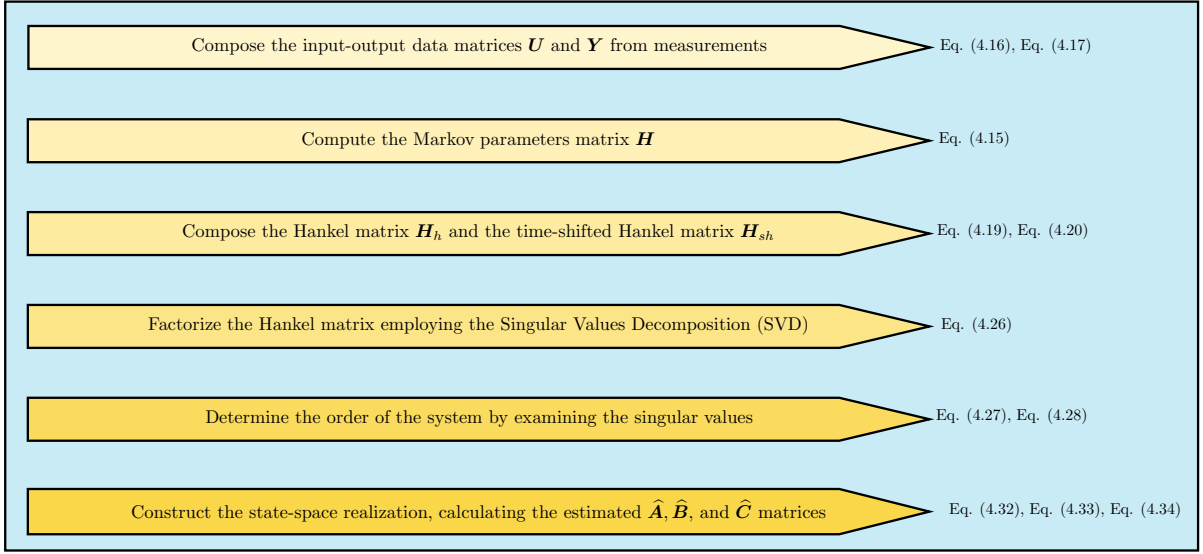 Compose the input-output data matrices U and Y from measurements Eq. (4.16), Eq. (4.17)
Compute the Markov parameters matrix H Eq. (4.15)
Compose the Hankel matrix H_h and the time-shifted Hankel matrix H_sh Eq. (4.19), Eq. (4.20)
Factorize the Hankel matrix employing the Singular Values Decomposition (SVD) Eq. (4.26)
Determine the order of the system by examining the singular values Eq. (4.27), Eq. (4.28)
Construct the state-space realization, calculating the estimated Â, B̂, and Ĉ matrices Eq. (4.32), Eq. (4.33), Eq. (4.34)